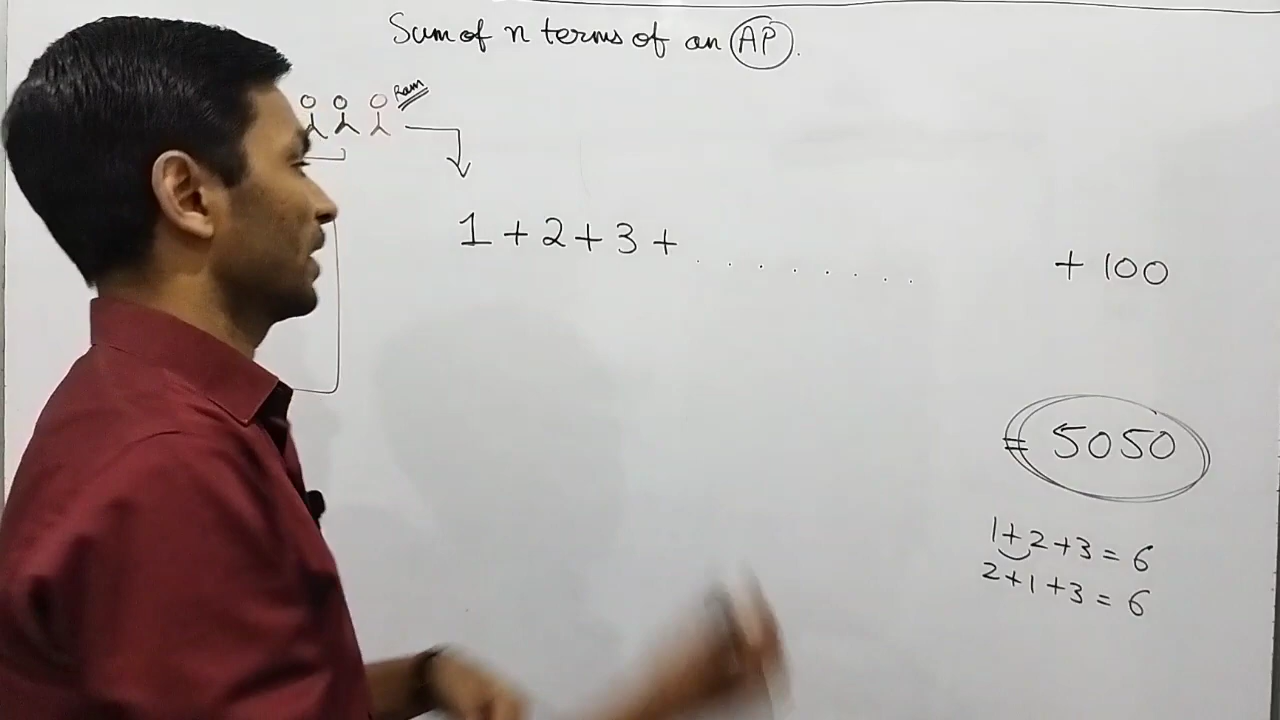 Sum of n terms of an AP.
Ram
1 + 2 + 3 + . . . . . . . . + 100
= 5050
1+2+3 = 6
2+1+3 = 6